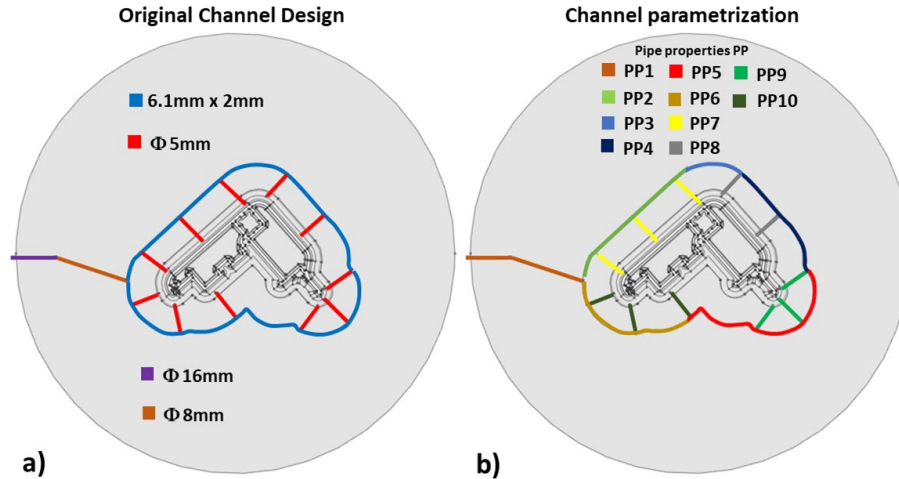 Original Channel Design
6.1mm x 2mm
Φ 5mm
Φ 16mm
Φ 8mm
a)
Channel parametrization
Pipe properties PP
PP1 PP5 PP9
PP2 PP6 PP10
PP3 PP7
PP4 PP8
b)